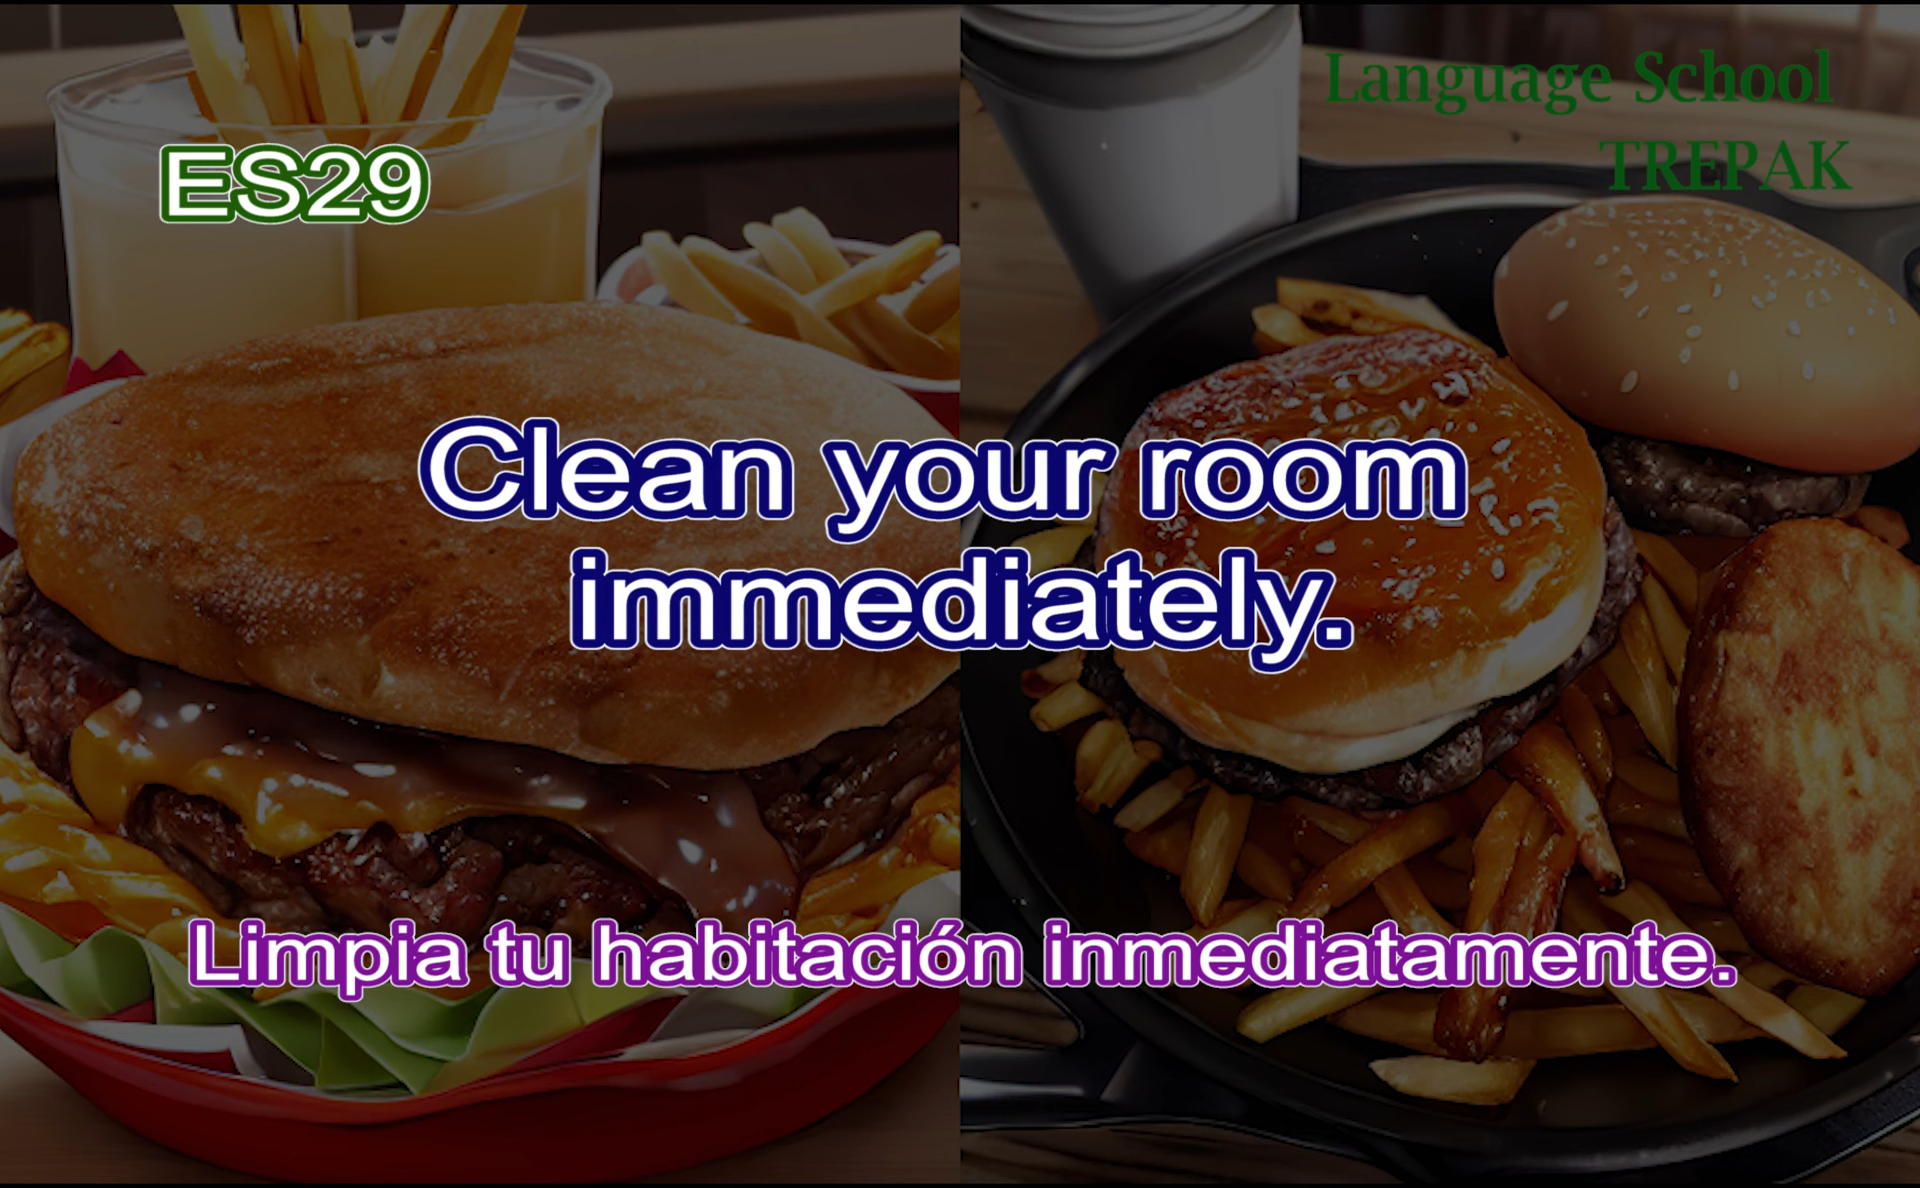 Language School
TREPAK
ES29
Clean your room
immediately.
Limpia tu habitación inmediatamente.